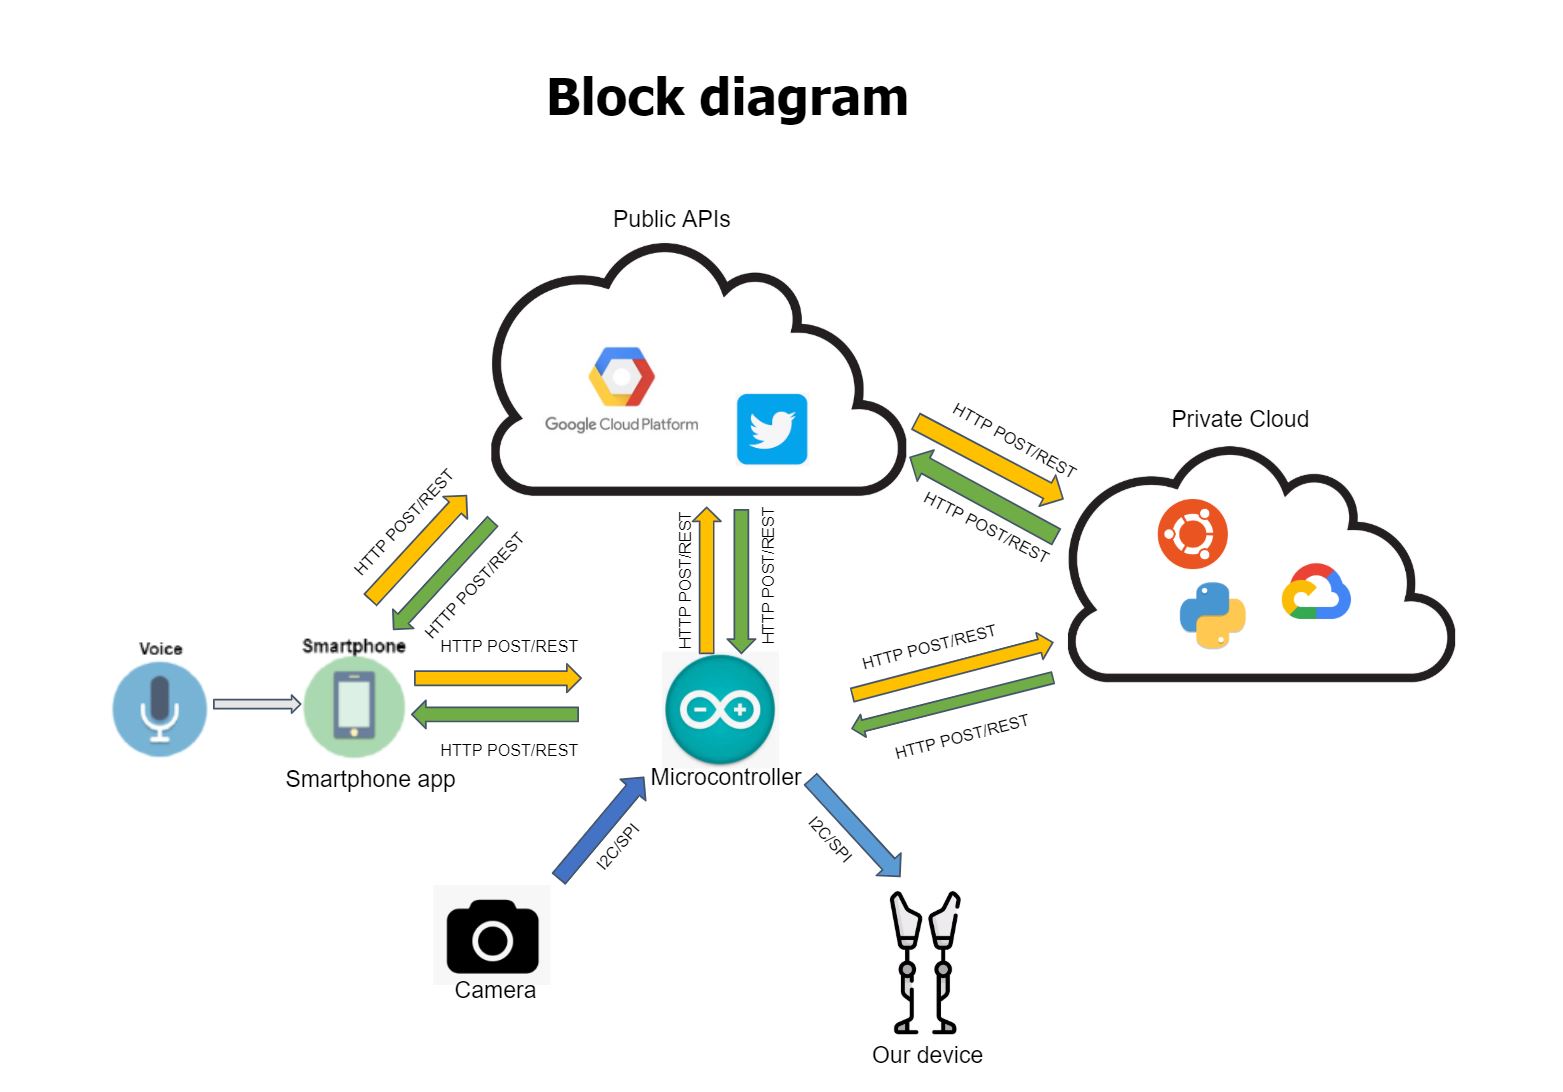 Block diagram
Public APIs
Google Cloud Platform
HTTP POST/REST
HTTP POST/REST
Private Cloud
HTTP POST/REST
HTTP POST/REST
HTTP POST/REST
HTTP POST/REST
Voice
Smartphone
HTTP POST/REST
HTTP POST/REST
Smartphone app
Microcontroller
HTTP POST/REST
HTTP POST/REST
I2C/SPI
I2C/SPI
Camera
Our device